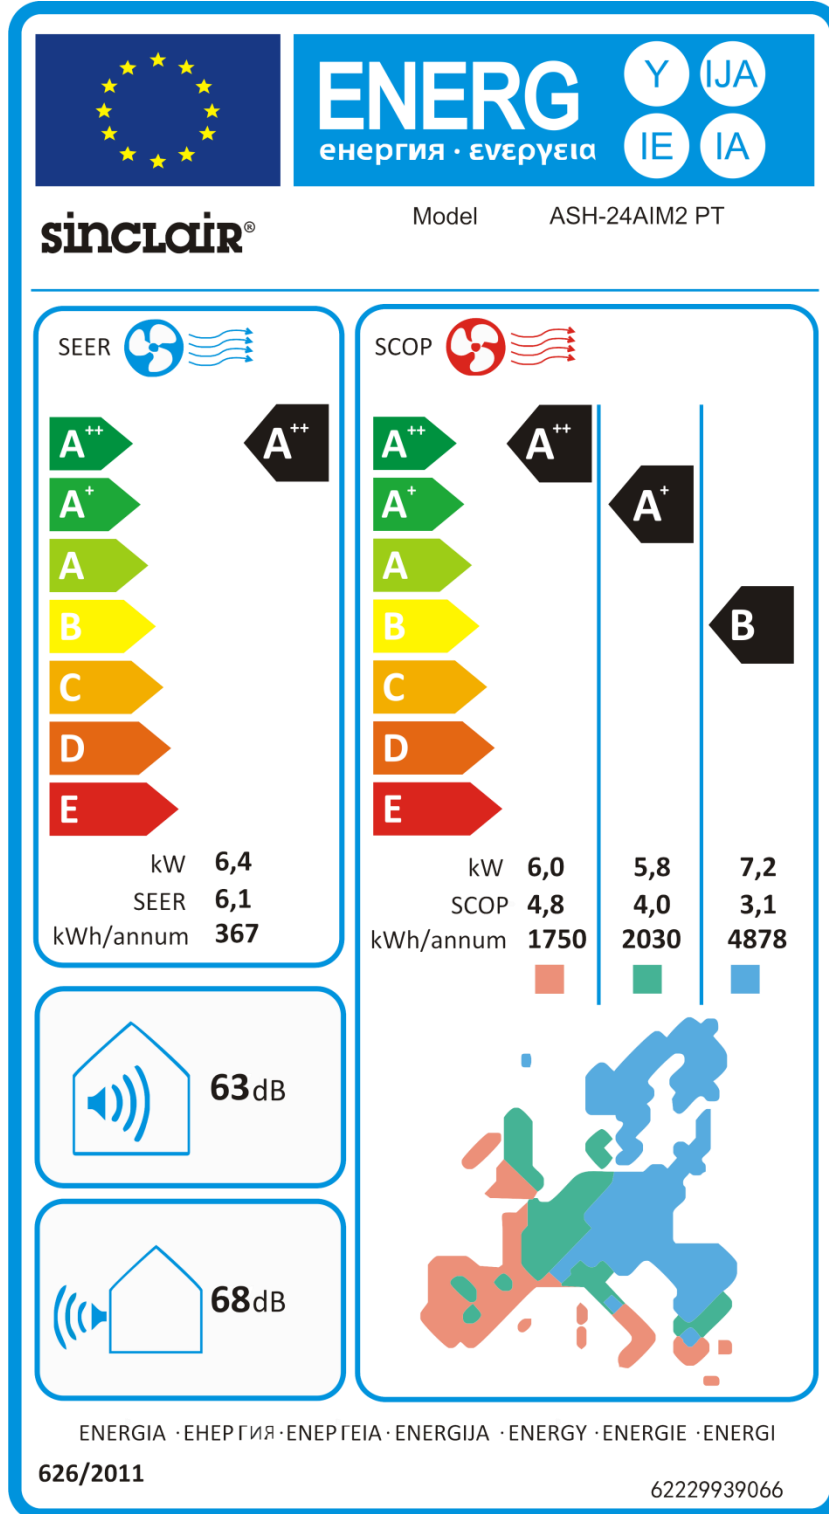 ENERG
енергия · ενεργεια
Y IJA
IE IA
sinclair®
Model ASH-24AIM2 PT
SEER
A++ A++
A+
A
B
C
D
E
kW 6,4
SEER 6,1
kWh/annum 367
SCOP
A++ A++
A+ A+
A
B B
C
D
E
kW 6,0 5,8 7,2
SCOP 4,8 4,0 3,1
kWh/annum 1750 2030 4878
63dB
68dB
ENERGIA · ЕНЕРГИЯ · ΕΝΕΡΓΕΙΑ · ENERGIJA · ENERGY · ENERGIE · ENERGI
626/2011
62229939066